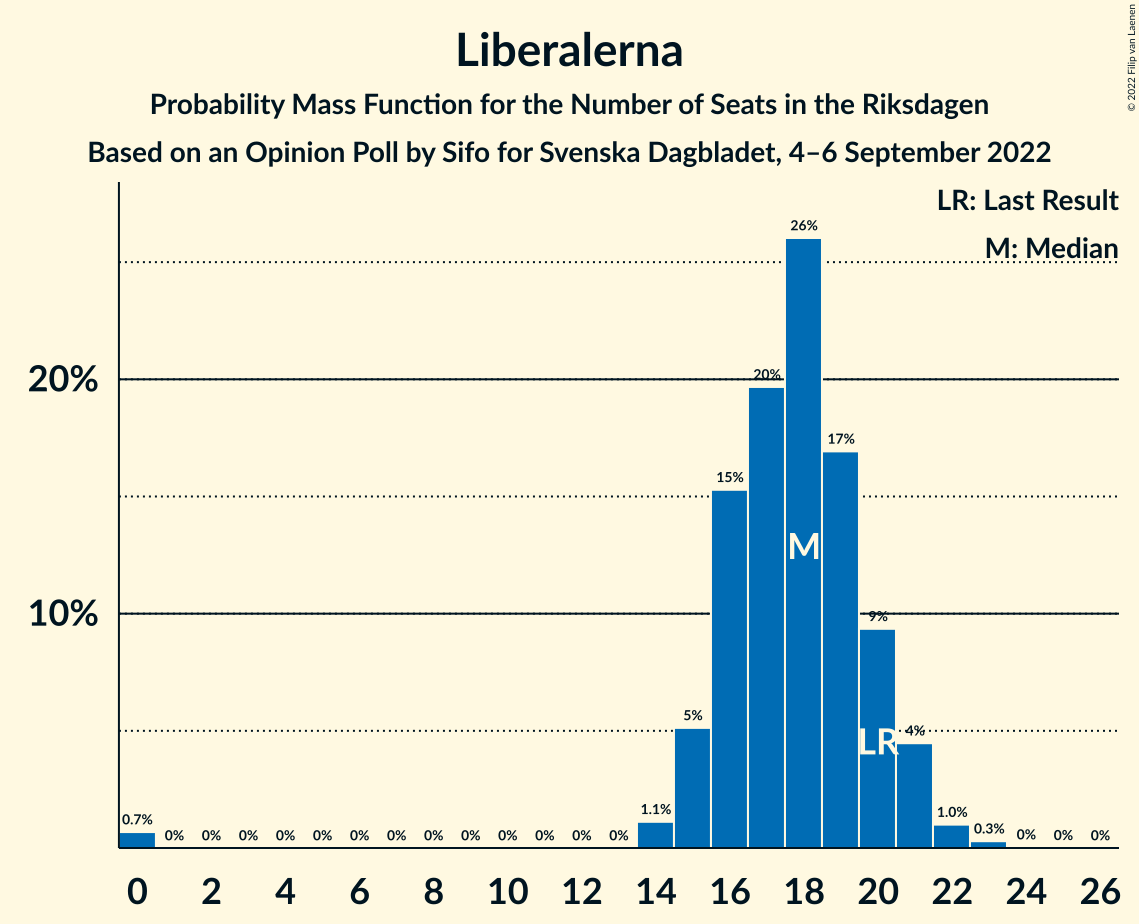 Liberalerna
Probability Mass Function for the Number of Seats in the Riksdagen
Based on an Opinion Poll by Sifo for Svenska Dagbladet, 4–6 September 2022
© 2022 Filip van Laenen
LR: Last Result
M: Median
20%
10%
0.7% 0% 0% 0% 0% 0% 0% 0% 0% 0% 0% 0% 0% 0% 1.1% 5% 15% 20% 26% 17% 9% 4% 1.0% 0.3% 0% 0% 0%
M
LR
0 2 4 6 8 10 12 14 16 18 20 22 24 26